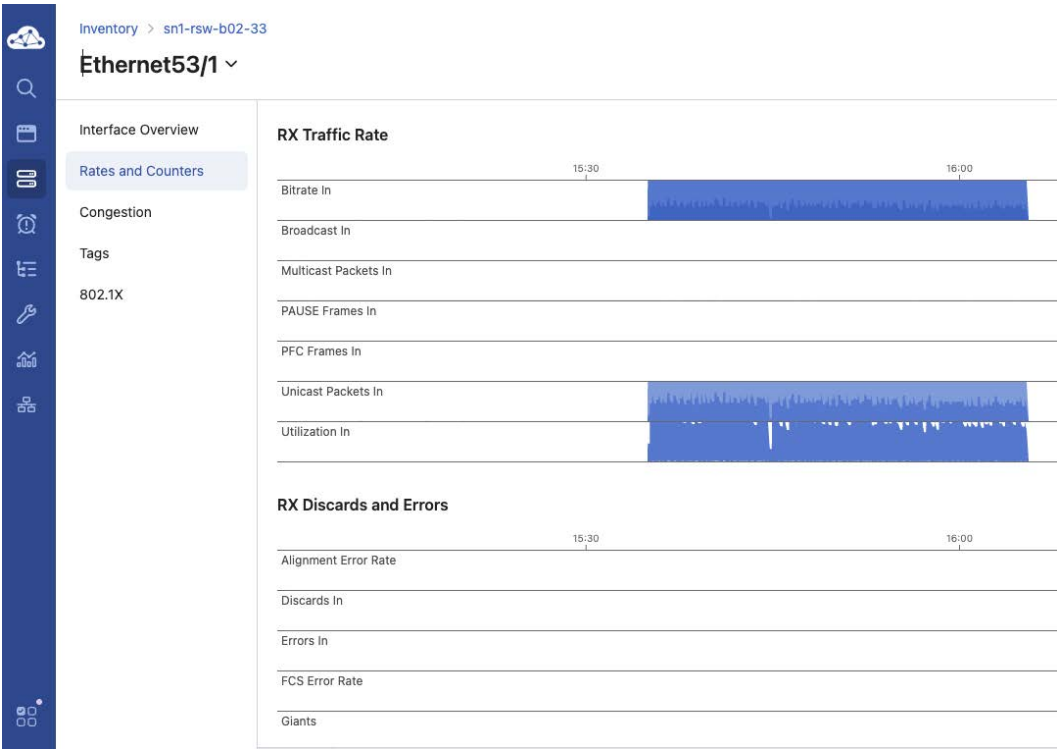 Inventory > sn1-rsw-b02-33
Ethernet53/1
Interface Overview
Rates and Counters
Congestion
Tags
802.1X
RX Traffic Rate
15:30 16:00
Bitrate In
Broadcast In
Multicast Packets In
PAUSE Frames In
PFC Frames In
Unicast Packets In
Utilization In
RX Discards and Errors
15:30 16:00
Alignment Error Rate
Discards In
Errors In
FCS Error Rate
Giants